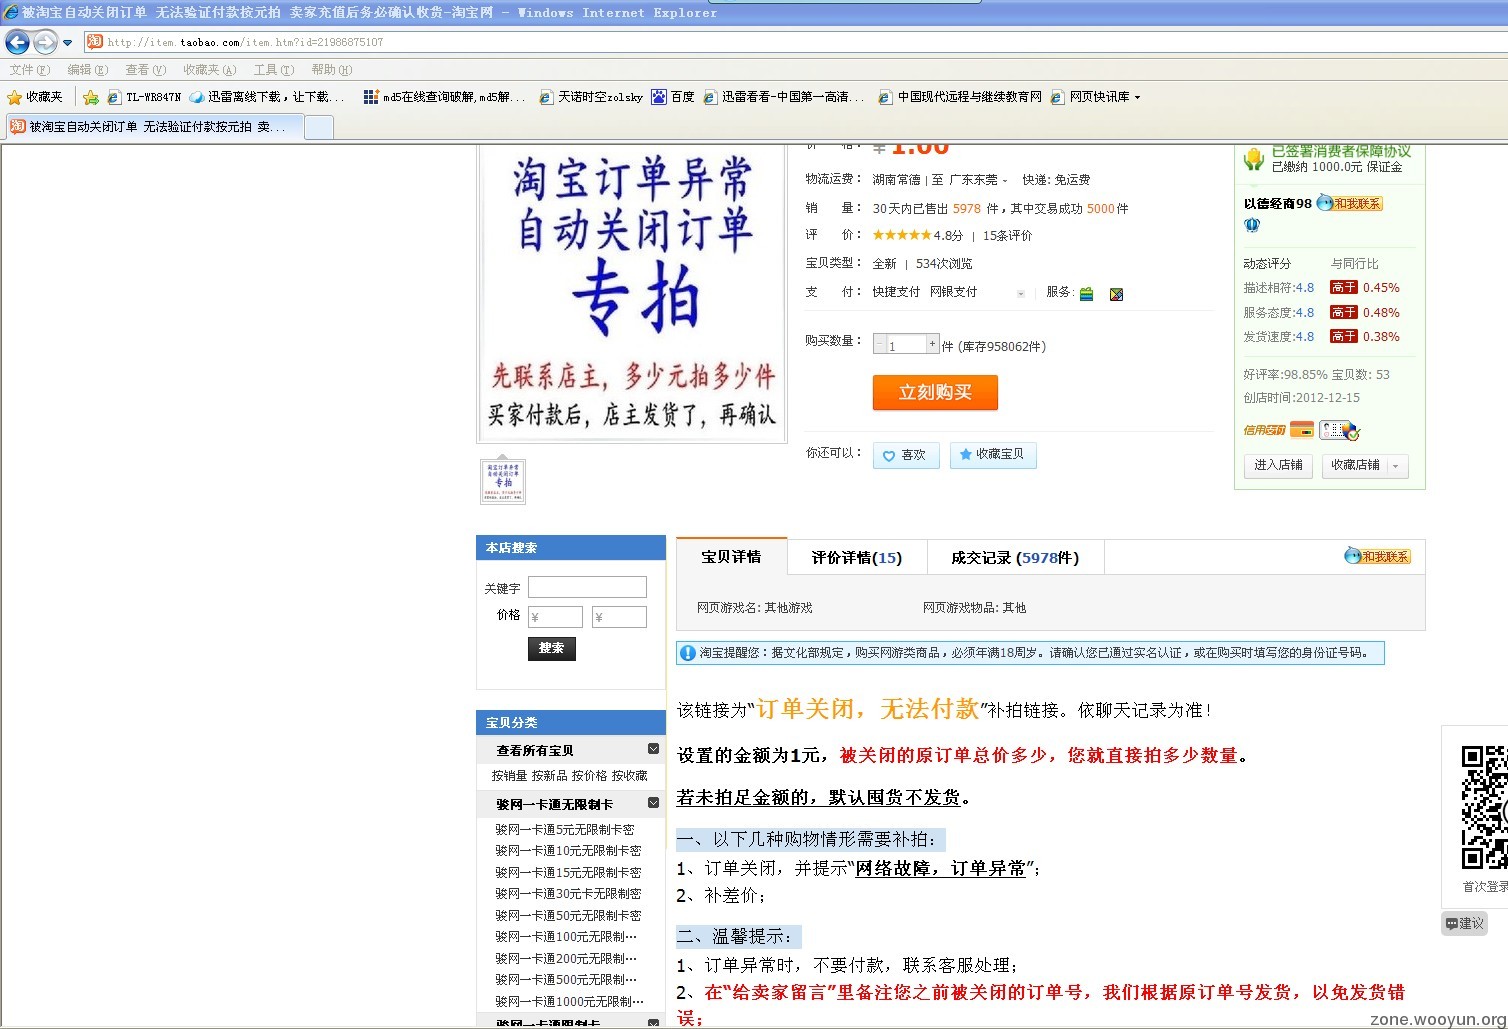 被淘宝自动关闭订单 无法验证付款按元拍 卖家充值后务必确认收货-淘宝网 - Windows Internet Explorer
http://item.taobao.com/item.htm?id=21986875107
文件(F) 编辑(E) 查看(V) 收藏夹(A) 工具(T) 帮助(H)
收藏夹 TL-WR847N 迅雷离线下载，让下载... md5在线查询破解,md5解... 天诺时空zolsky 百度 迅雷看看-中国第一高清... 中国现代远程与继续教育网 网页快讯库
被淘宝自动关闭订单 无法验证付款按元拍 卖...
淘宝订单异常
自动关闭订单
专拍
先联系店主，多少元拍多少件
买家付款后，店主发货了，再确认
价 格： ¥ 1.00
物流运费： 湖南常德 | 至 广东东莞 快递: 免运费
销 量： 30天内已售出 5978 件，其中交易成功 5000件
评 价： ★★★★★4.8分 | 15条评价
宝贝类型： 全新 | 534次浏览
支 付： 快捷支付 网银支付 服务:
购买数量： - 1 + 件 (库存958062件)
立刻购买
你还可以： 喜欢 收藏宝贝
已签署消费者保障协议
已缴纳 1000.0元 保证金
以德经商98 和我联系
动态评分 与同行比
描述相符:4.8 高于 0.45%
服务态度:4.8 高于 0.48%
发货速度:4.8 高于 0.38%
好评率:98.85% 宝贝数: 53
创店时间:2012-12-15
进入店铺 收藏店铺
本店搜索
关键字
价格 ¥ ¥
搜索
宝贝分类
查看所有宝贝
按销量 按新品 按价格 按收藏
骏网一卡通无限制卡
骏网一卡通5元无限制卡密
骏网一卡通10元无限制卡密
骏网一卡通15元无限制卡密
骏网一卡通30元卡无限制密
骏网一卡通50元无限制卡密
骏网一卡通100元无限制···
骏网一卡通200元无限制···
骏网一卡通500元无限制···
骏网一卡通1000元无限制···
骏网一卡通限制卡
宝贝详情 评价详情(15) 成交记录 (5978件) 和我联系
网页游戏名: 其他游戏 网页游戏物品: 其他
淘宝提醒您：据文化部规定，购买网游类商品，必须年满18周岁。请确认您已通过实名认证，或在购买时填写您的身份证号码。
该链接为“订单关闭，无法付款”补拍链接。依聊天记录为准！
设置的金额为1元，被关闭的原订单总价多少，您就直接拍多少数量。
若未拍足金额的，默认囤货不发货。
一、以下几种购物情形需要补拍：
1、订单关闭，并提示“网络故障，订单异常”；
2、补差价；
二、温馨提示：
1、订单异常时，不要付款，联系客服处理；
2、在“给卖家留言”里备注您之前被关闭的订单号，我们根据原订单号发货，以免发货错
误；
首次登录
建议
zone.wooyun.org